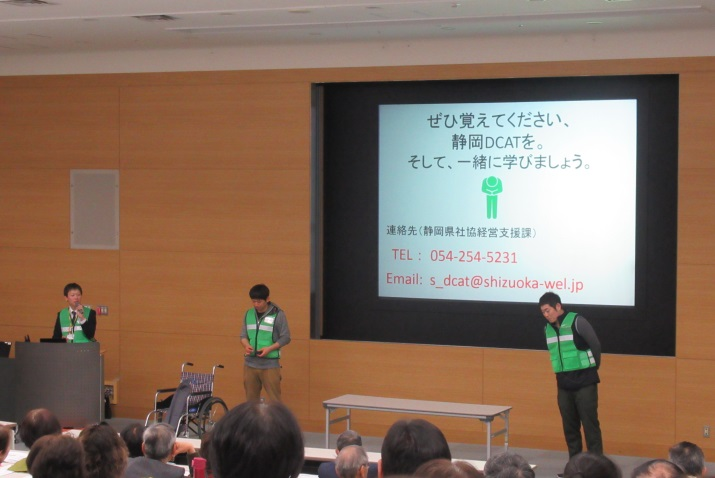 ぜひ覚えてください、
静岡DCATを。
そして、一緒に学びましょう。
連絡先（静岡県社協経営支援課）
TEL： 054-254-5231
Email: s_dcat@shizuoka-wel.jp